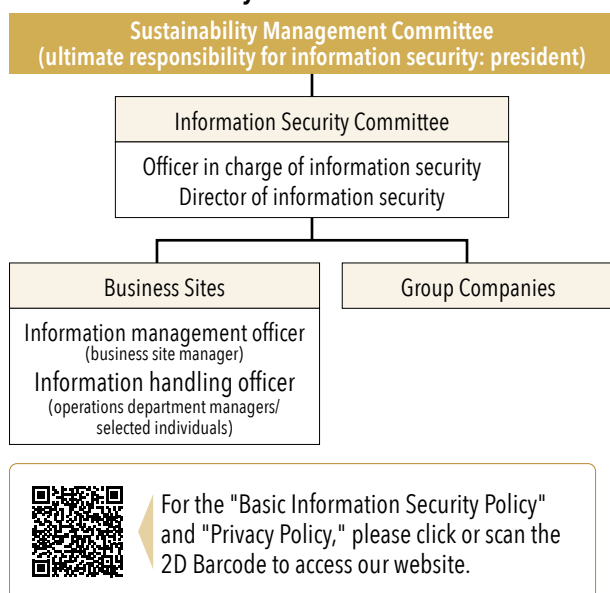 Sustainability Management Committee
(ultimate responsibility for information security: president)
Information Security Committee
Officer in charge of information security
Director of information security
Business Sites
Information management officer
(business site manager)
Information handling officer
(operations department managers/
selected individuals)
Group Companies
For the "Basic Information Security Policy"
and "Privacy Policy," please click or scan the
2D Barcode to access our website.